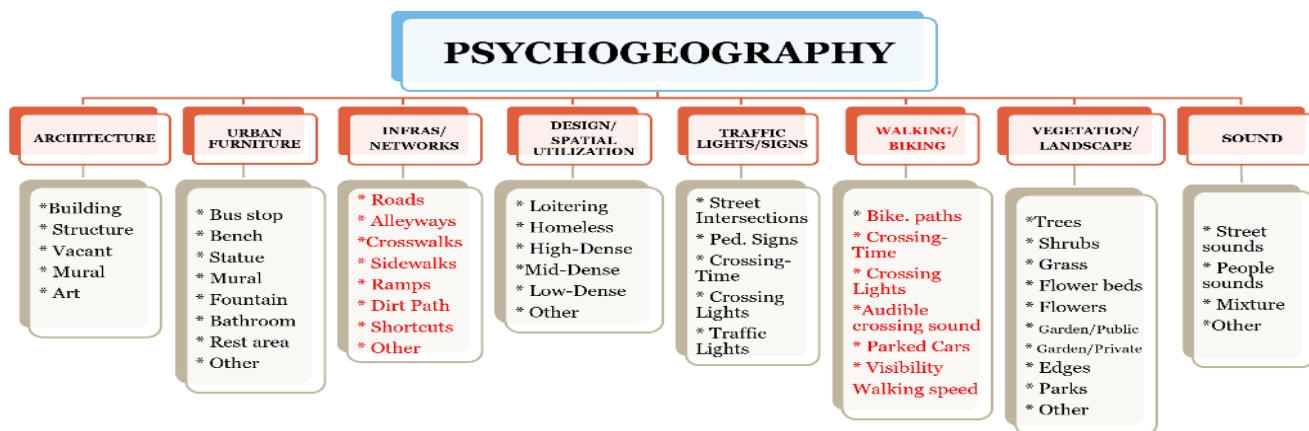 PSYCHOGEOGRAPHY
ARCHITECTURE
*Building
* Structure
* Vacant
* Mural
* Art
URBAN
FURNITURE
* Bus stop
* Bench
* Statue
* Mural
* Fountain
* Bathroom
* Rest area
* Other
INFRAS/
NETWORKS
* Roads
* Alleyways
*Crosswalks
* Sidewalks
* Ramps
* Dirt Path
* Shortcuts
* Other
DESIGN/
SPATIAL
UTILIZATION
* Loitering
* Homeless
* High-Dense
*Mid-Dense
* Low-Dense
* Other
TRAFFIC
LIGHTS/SIGNS
* Street
Intersections
* Ped. Signs
* Crossing-
Time
* Crossing
Lights
* Traffic
Lights
WALKING/
BIKING
* Bike. paths
* Crossing-
Time
* Crossing
Lights
*Audible
crossing sound
* Parked Cars
* Visibility
Walking speed
VEGETATION/
LANDSCAPE
*Trees
* Shrubs
* Grass
* Flower beds
* Flowers
* Garden/Public
* Garden/Private
* Edges
* Parks
* Other
SOUND
* Street
sounds
* People
sounds
* Mixture
*Other